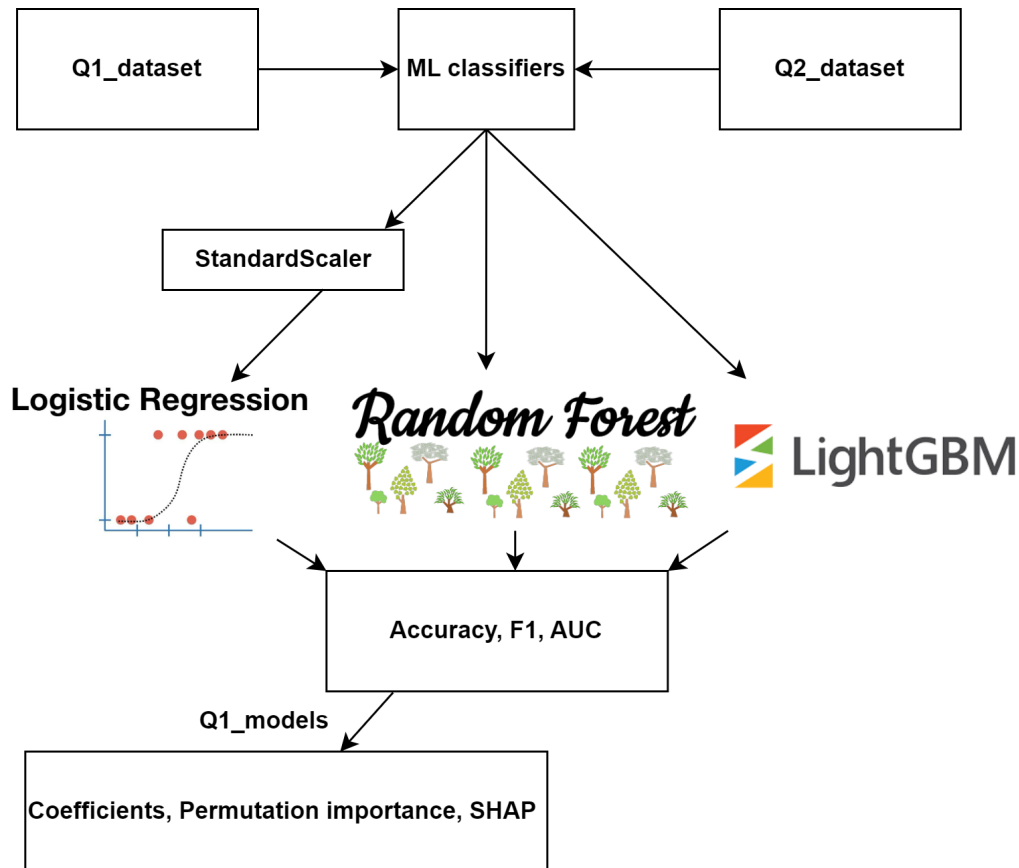 Q1_dataset
ML classifiers
Q2_dataset
StandardScaler
Logistic Regression
Random Forest
LightGBM
Accuracy, F1, AUC
Q1_models
Coefficients, Permutation importance, SHAP